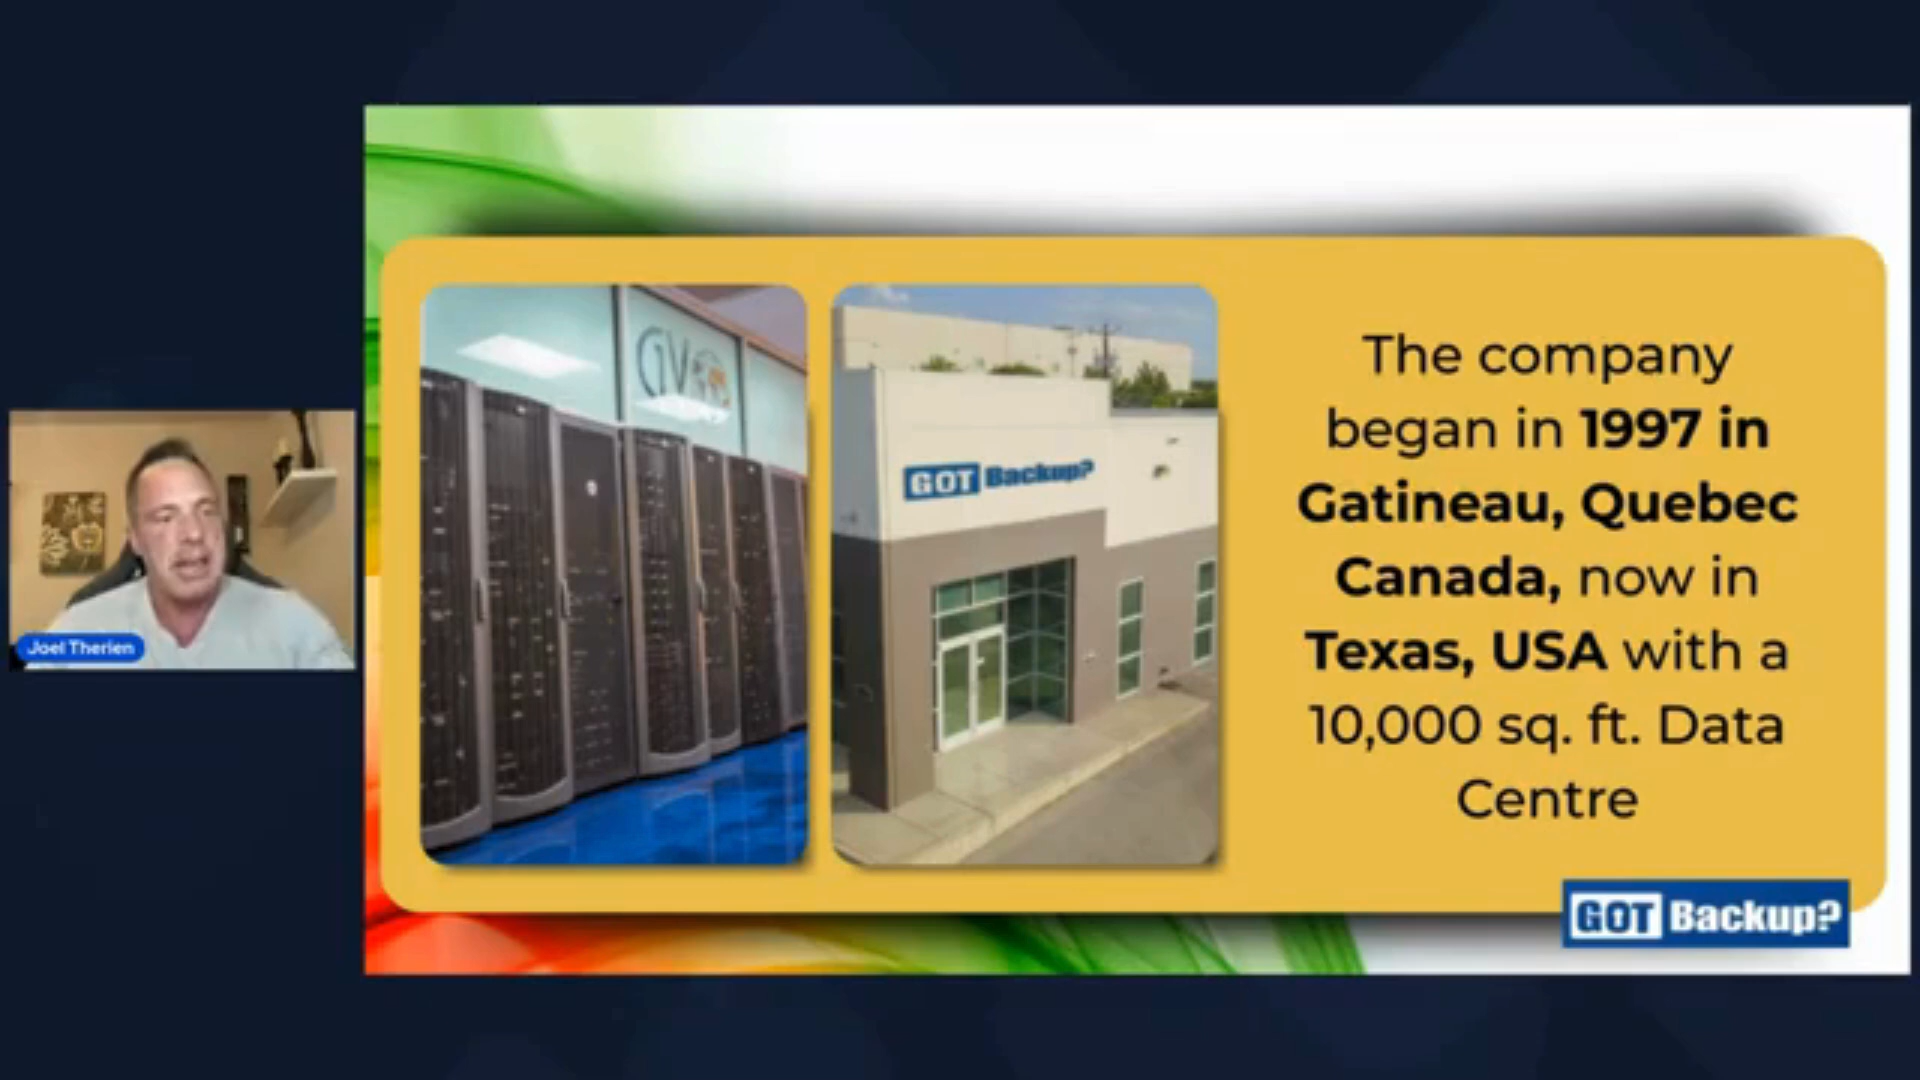 Joel Therien
GVO
GOT Backup?
The company
began in 1997 in
Gatineau, Quebec
Canada, now in
Texas, USA with a
10,000 sq. ft. Data
Centre
GOT Backup?